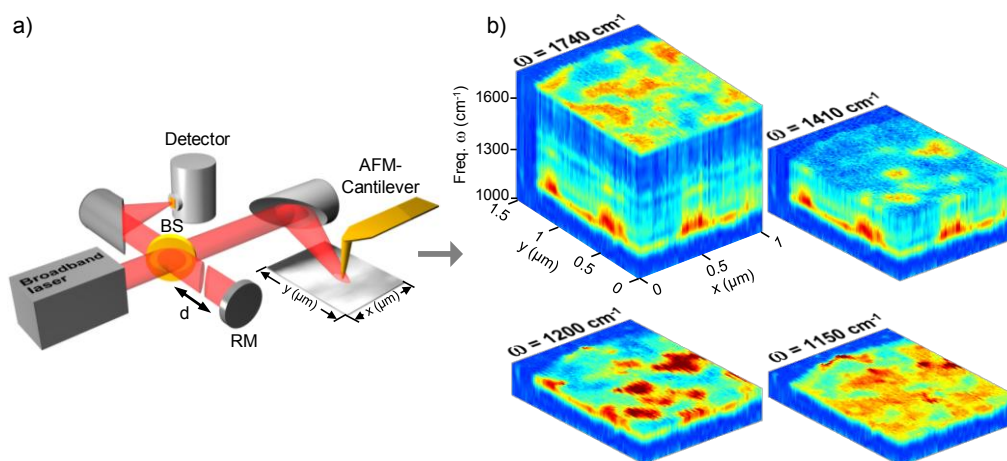 a)
Detector
AFM-
Cantilever
BS
Broadband
laser
d
RM
y (µm)
x (µm)
b)
ω = 1740 cm-1
Freq. ω (cm-1)
1600
1300
1000
1.5
1
0.5
0
y (µm)
0
0.5
1
x (µm)
ω = 1410 cm-1
ω = 1200 cm-1
ω = 1150 cm-1